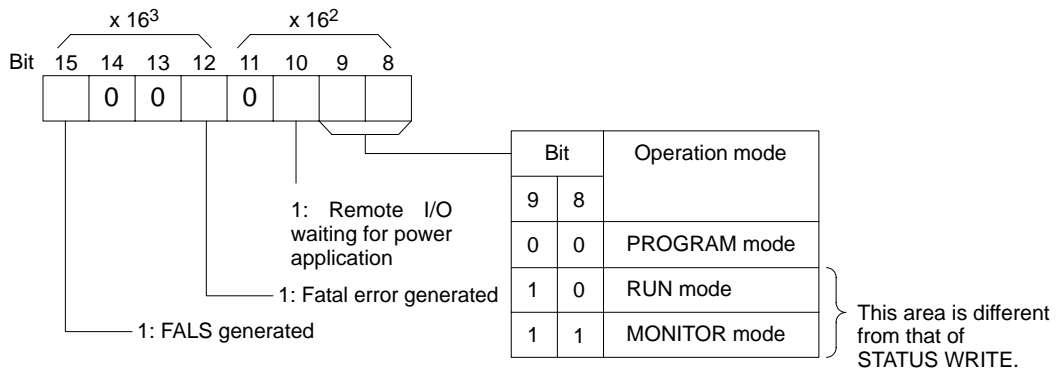 x 16³ x 16²
Bit 15 14 13 12 11 10 9 8
0 0 0
Bit Operation mode
9 8
0 0 PROGRAM mode
1 0 RUN mode
1 1 MONITOR mode
1: Remote I/O
waiting for power
application
1: Fatal error generated
1: FALS generated
This area is different
from that of
STATUS WRITE.